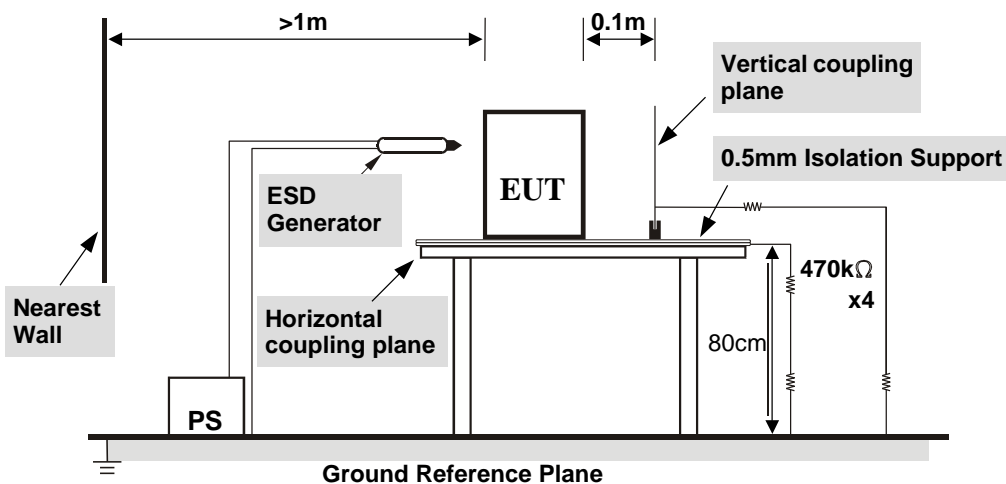 >1m
0.1m
Vertical coupling
plane
0.5mm Isolation Support
ESD
Generator
EUT
Nearest
Wall
Horizontal
coupling plane
470kΩ
x4
80cm
PS
Ground Reference Plane